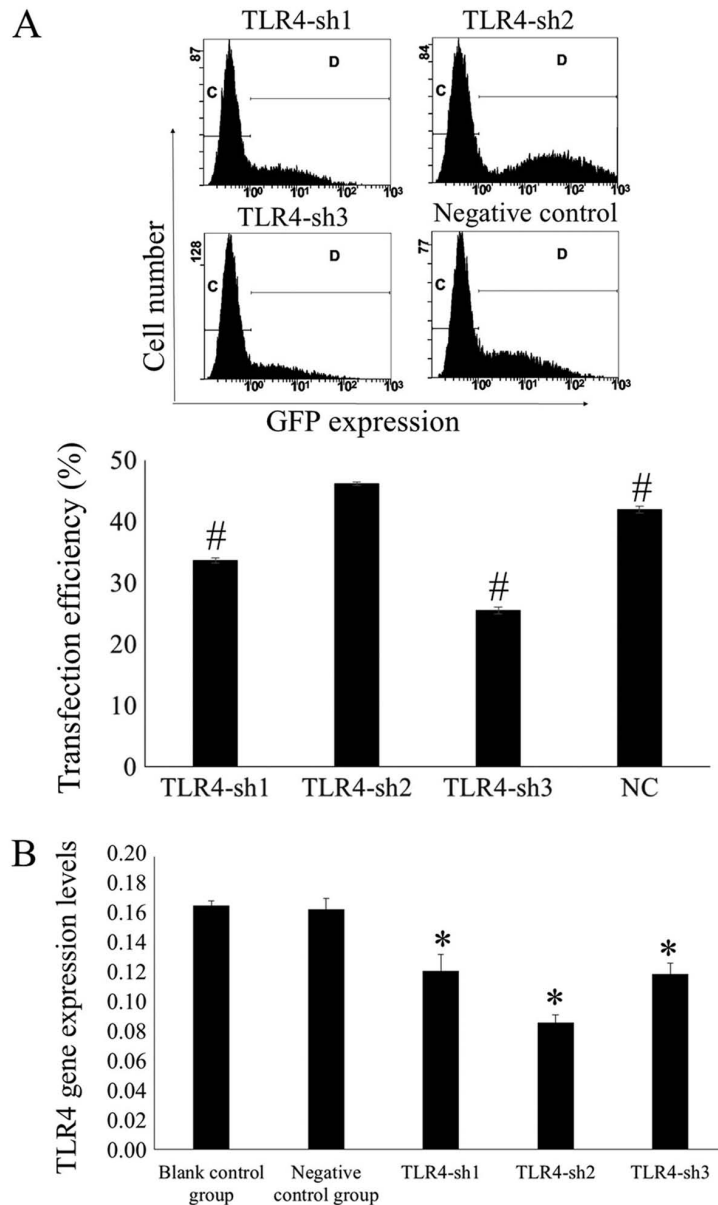 A
TLR4-sh1
TLR4-sh2
87
C
D
10⁰ 10¹ 10² 10³
84
C
D
10⁰ 10¹ 10² 10³
TLR4-sh3
Negative control
128
C
D
10⁰ 10¹ 10² 10³
77
C
D
10⁰ 10¹ 10² 10³
Cell number
GFP expression
Transfection efficiency (%)
50
40
30
20
10
0
#
#
#
TLR4-sh1 TLR4-sh2 TLR4-sh3 NC
B
TLR4 gene expression levels
0.20
0.18
0.16
0.14
0.12
0.10
0.08
0.06
0.04
0.02
0.00
*
*
*
Blank control
group
Negative
control group
TLR4-sh1
TLR4-sh2
TLR4-sh3